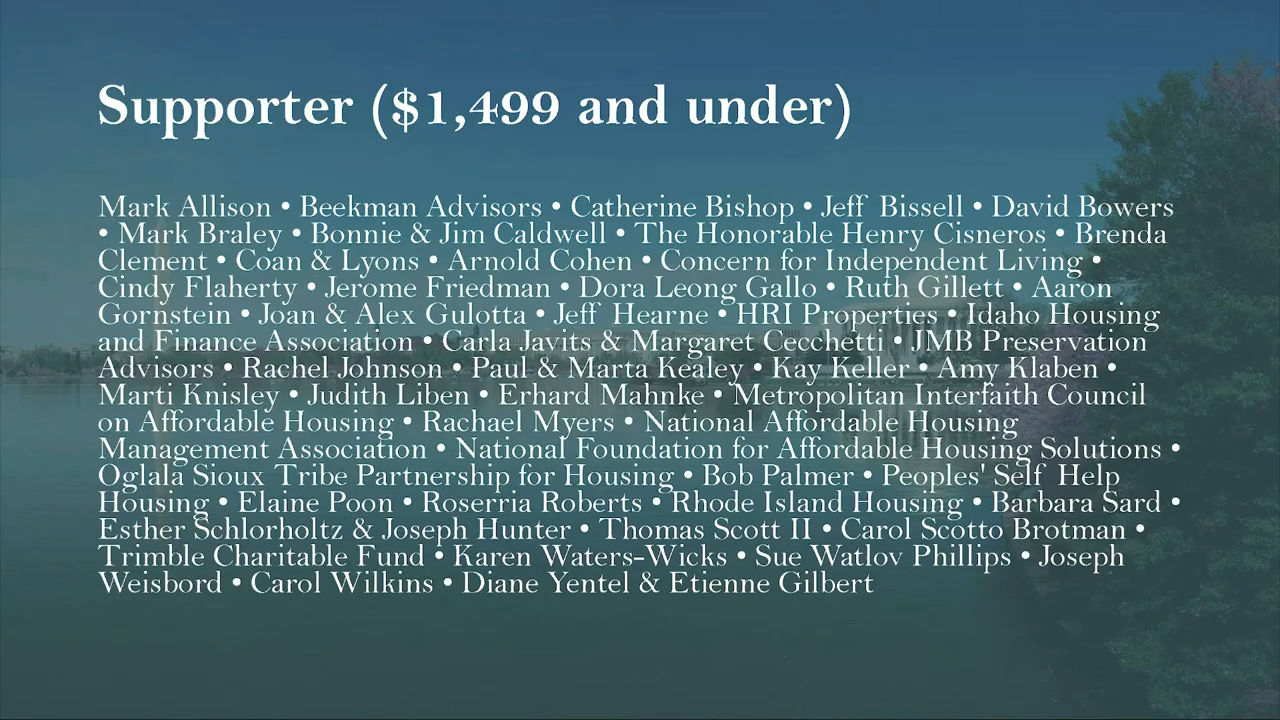 Supporter ($1,499 and under)
Mark Allison • Beekman Advisors • Catherine Bishop • Jeff Bissell • David Bowers
• Mark Braley • Bonnie & Jim Caldwell • The Honorable Henry Cisneros • Brenda
Clement • Coan & Lyons • Arnold Cohen • Concern for Independent Living •
Cindy Flaherty • Jerome Friedman • Dora Leong Gallo • Ruth Gillett • Aaron
Gornstein • Joan & Alex Gulotta • Jeff Hearne • HRI Properties • Idaho Housing
and Finance Association • Carla Javits & Margaret Cecchetti • JMB Preservation
Advisors • Rachel Johnson • Paul & Marta Kealey • Kay Keller • Amy Klaben •
Marti Knisley • Judith Liben • Erhard Mahnke • Metropolitan Interfaith Council
on Affordable Housing • Rachael Myers • National Affordable Housing
Management Association • National Foundation for Affordable Housing Solutions •
Oglala Sioux Tribe Partnership for Housing • Bob Palmer • Peoples' Self Help
Housing • Elaine Poon • Roserria Roberts • Rhode Island Housing • Barbara Sard •
Esther Schlorholtz & Joseph Hunter • Thomas Scott II • Carol Scotto Brotman •
Trimble Charitable Fund • Karen Waters-Wicks • Sue Watlov Phillips • Joseph
Weisbord • Carol Wilkins • Diane Yentel & Etienne Gilbert